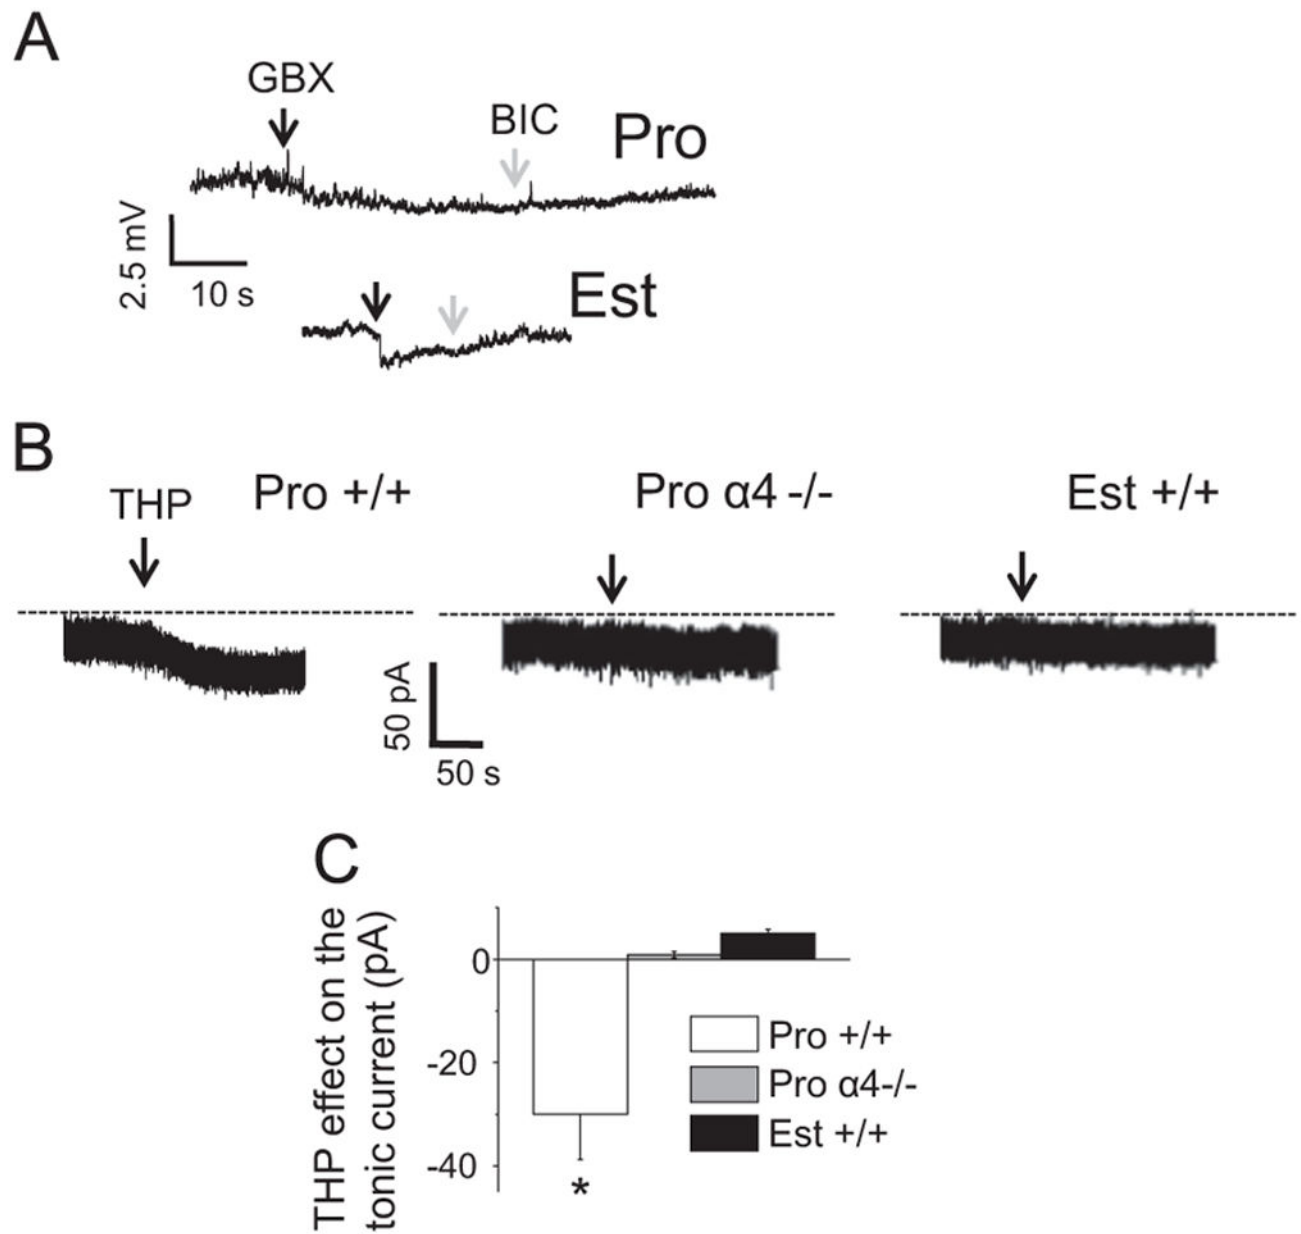 A
GBX
BIC
Pro
2.5 mV
10 s
Est
B
THP
Pro +/+
Pro α4 -/-
Est +/+
50 pA
50 s
C
THP effect on the
tonic current (pA)
0
-20
-40
*
Pro +/+
Pro α4-/-
Est +/+